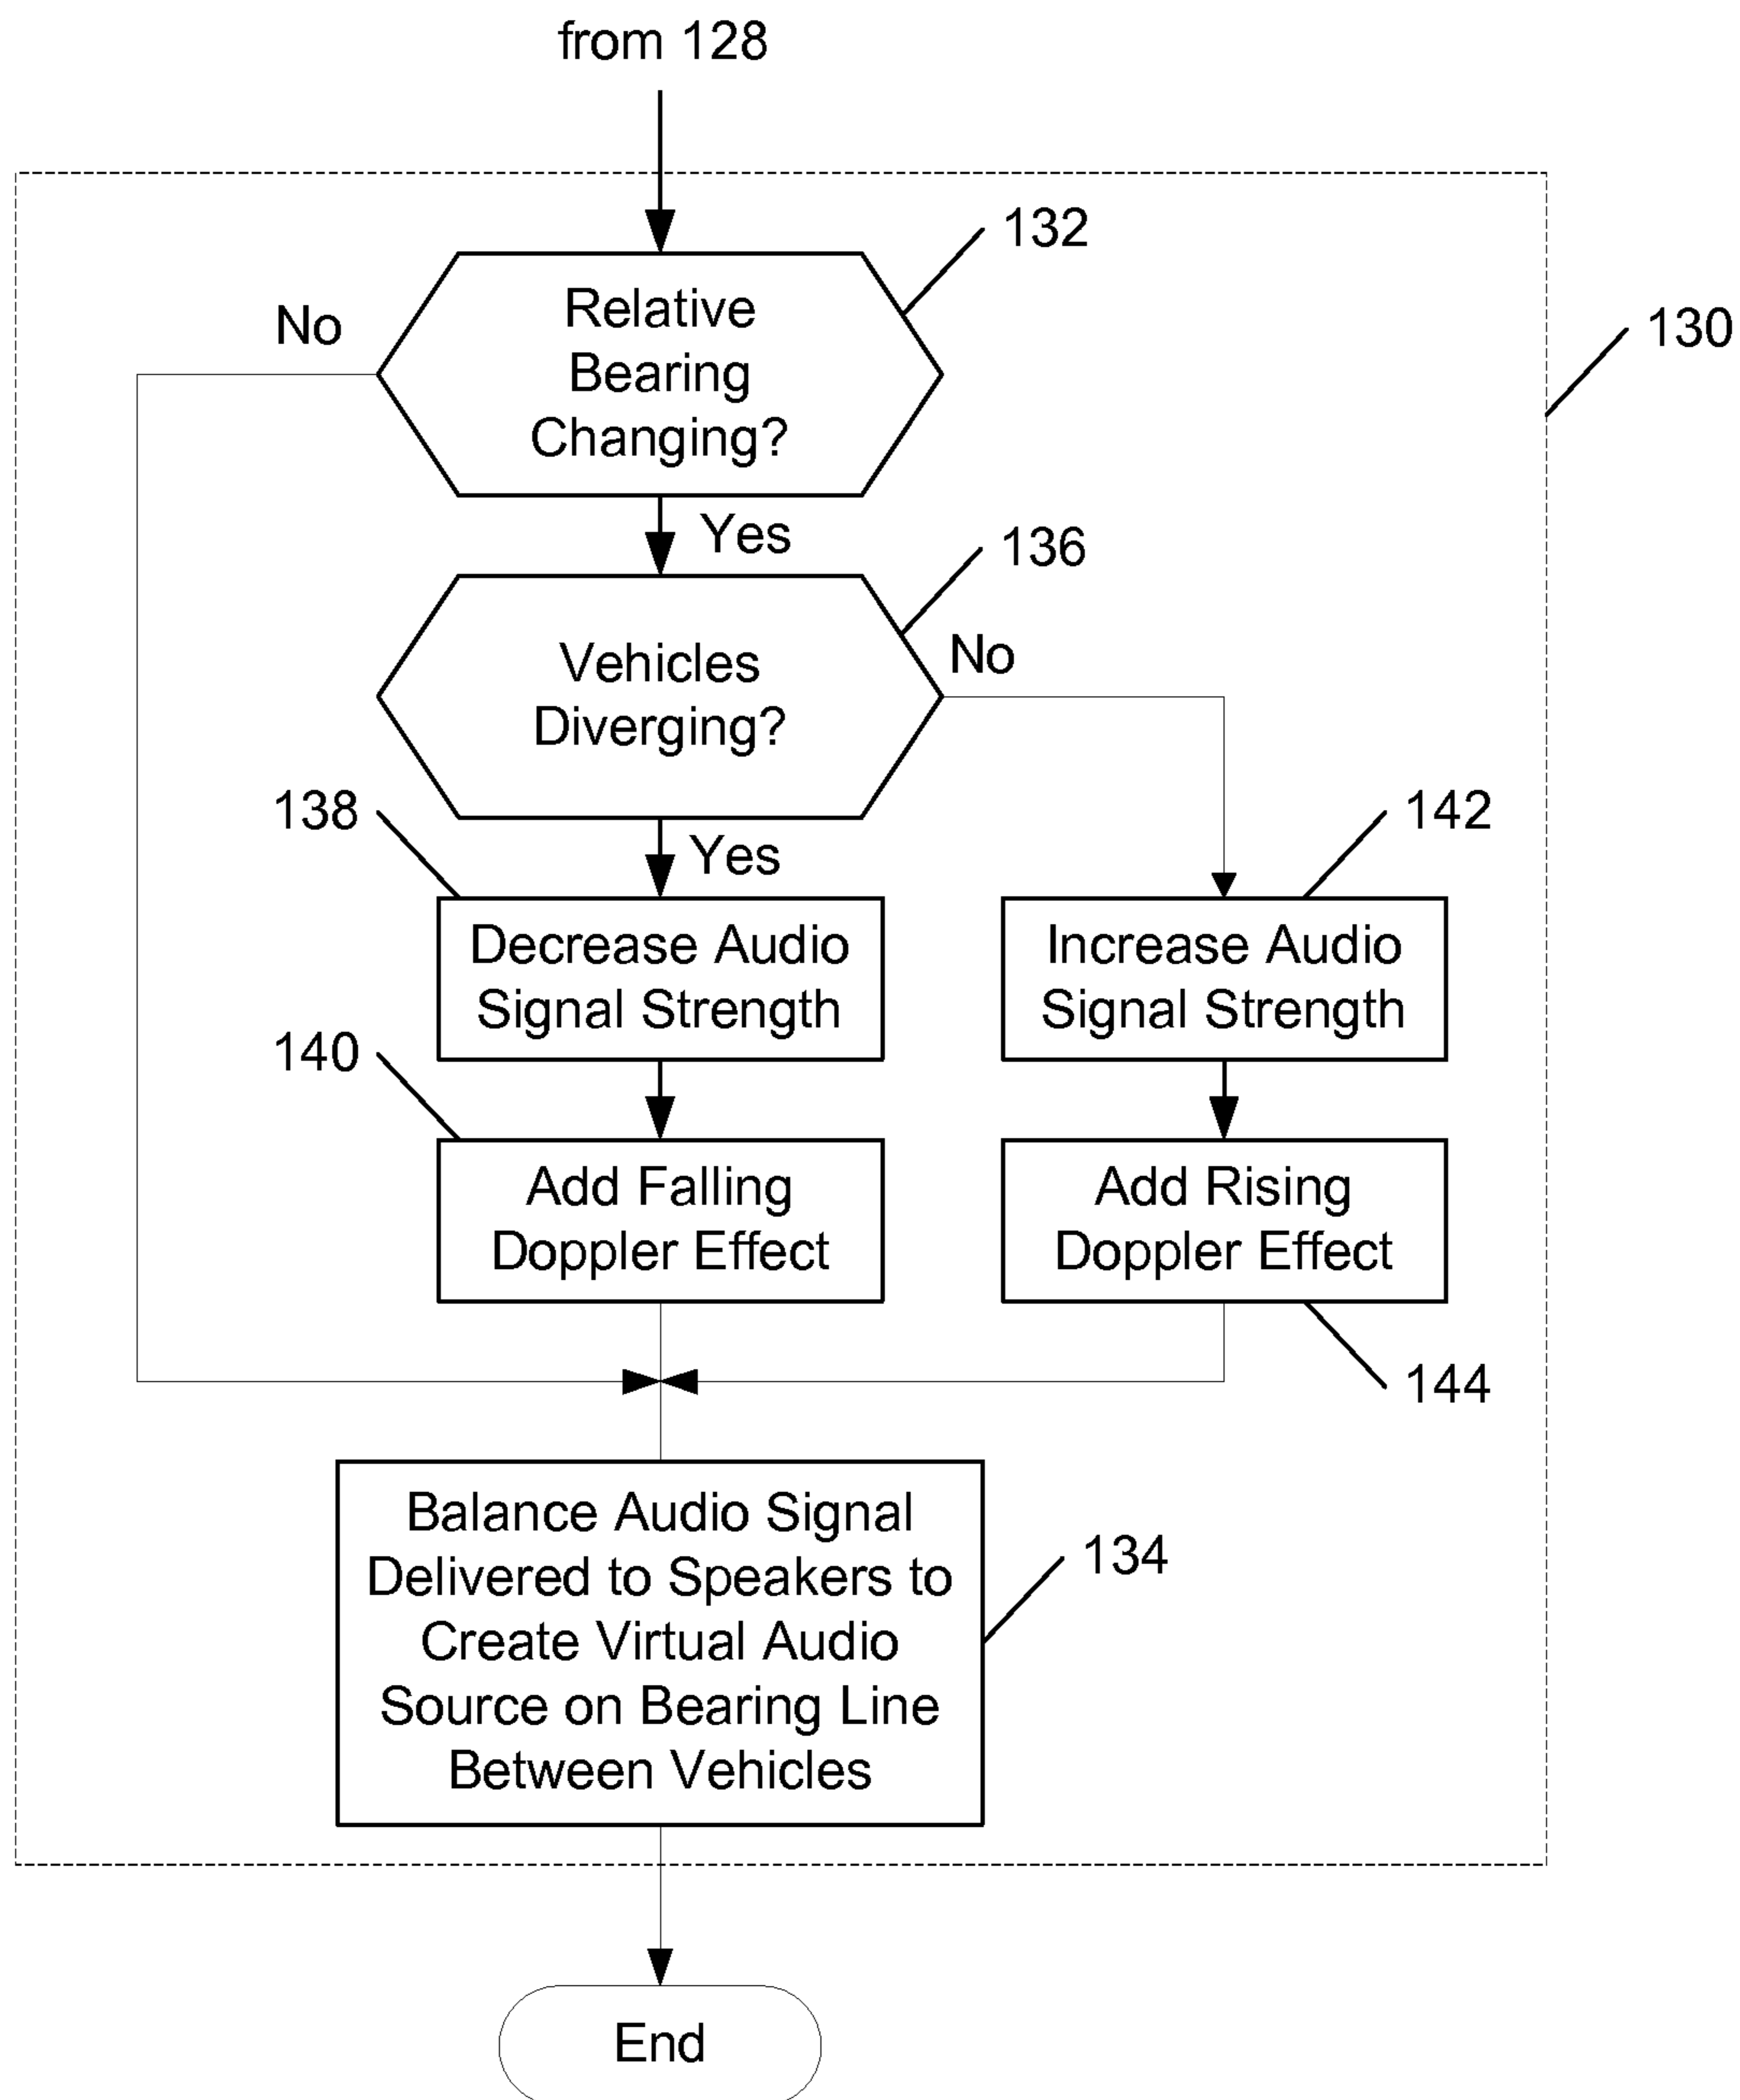 from 128
132
Relative
Bearing
Changing?
No
130
Yes
136
Vehicles
Diverging?
No
138
Yes
142
Decrease Audio
Signal Strength
Increase Audio
Signal Strength
140
Add Falling
Doppler Effect
Add Rising
Doppler Effect
144
Balance Audio Signal
Delivered to Speakers to
Create Virtual Audio
Source on Bearing Line
Between Vehicles
134
End